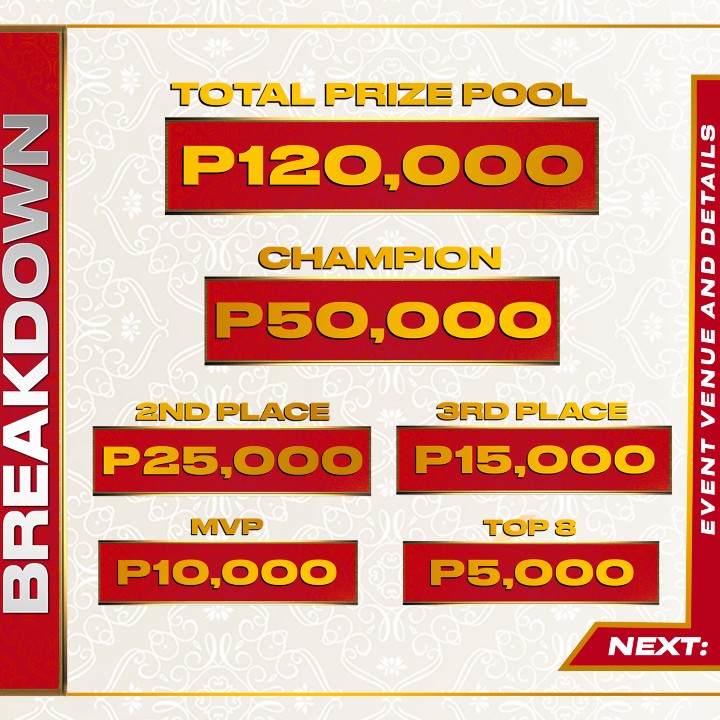 BREAKDOWN
TOTAL PRIZE POOL
P120,000
CHAMPION
P50,000
2ND PLACE
P25,000
3RD PLACE
P15,000
MVP
P10,000
TOP 8
P5,000
NEXT:
EVENT VENUE AND DETAILS